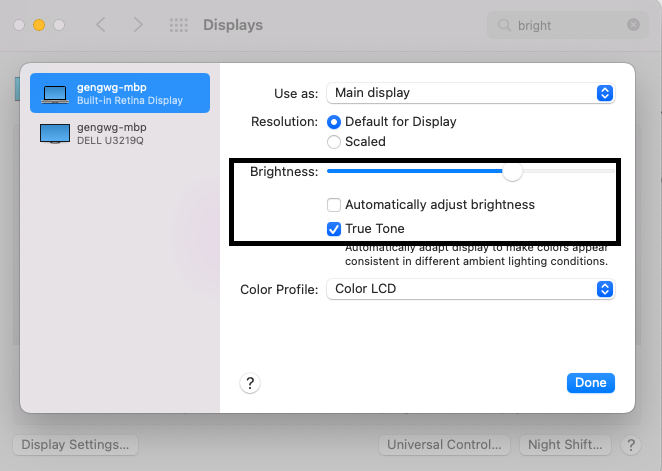 Displays
bright
gengwg-mbp
Built-in Retina Display
gengwg-mbp
DELL U3219Q
Use as: Main display
Resolution: Default for Display
Scaled
Brightness:
Automatically adjust brightness
True Tone
Automatically adapt display to make colors appear
consistent in different ambient lighting conditions.
Color Profile: Color LCD
?
Done
Display Settings...
Universal Control...
Night Shift...
?